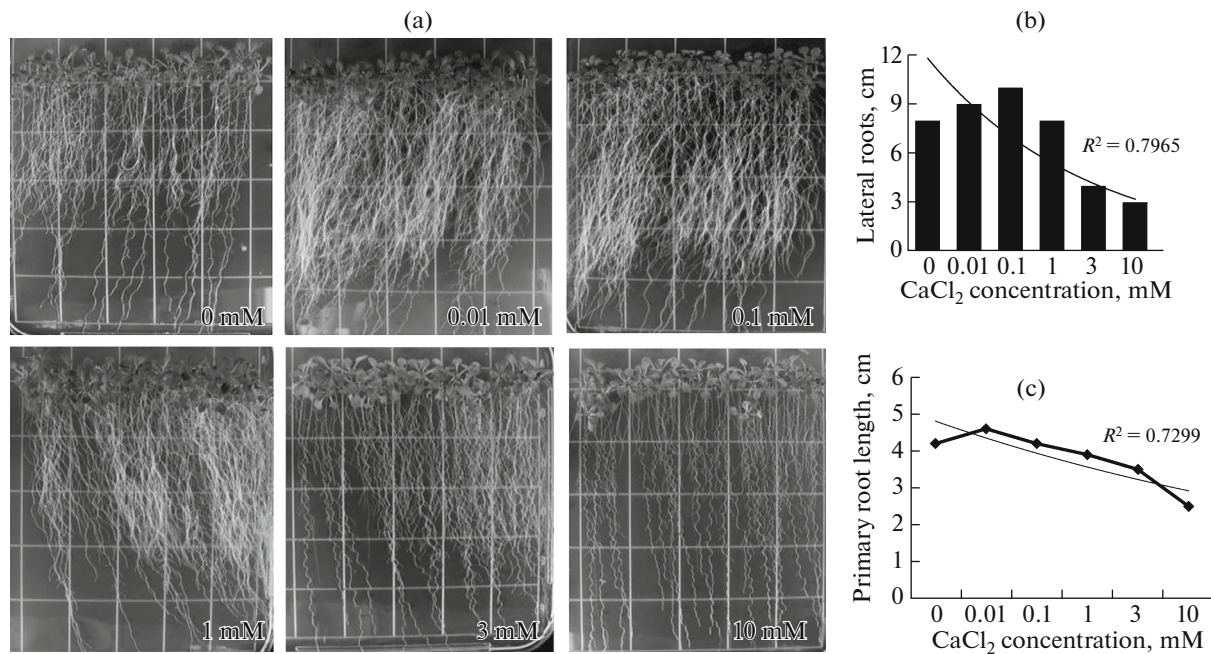 (a)
0 mM
0.01 mM
0.1 mM
1 mM
3 mM
10 mM
(b)
Lateral roots, cm
12
9
6
3
0
R² = 0.7965
0 0.01 0.1 1 3 10
CaCl₂ concentration, mM
(c)
Primary root length, cm
6
5
4
3
2
1
0
R² = 0.7299
0 0.01 0.1 1 3 10
CaCl₂ concentration, mM